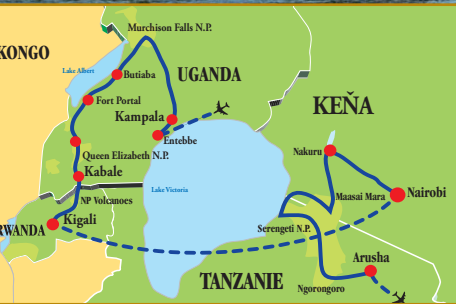 Murchison Falls N.P.
KONGO
Lake Albert
Butiaba
UGANDA
Fort Portal
KEŇA
Kampala
Entebbe
Nakuru
Queen Elizabeth N.P.
Kabale
Lake Victoria
Maasai Mara
Nairobi
NP Volcanoes
RWANDA
Kigali
Serengeti N.P.
Arusha
TANZANIE
Ngorongoro